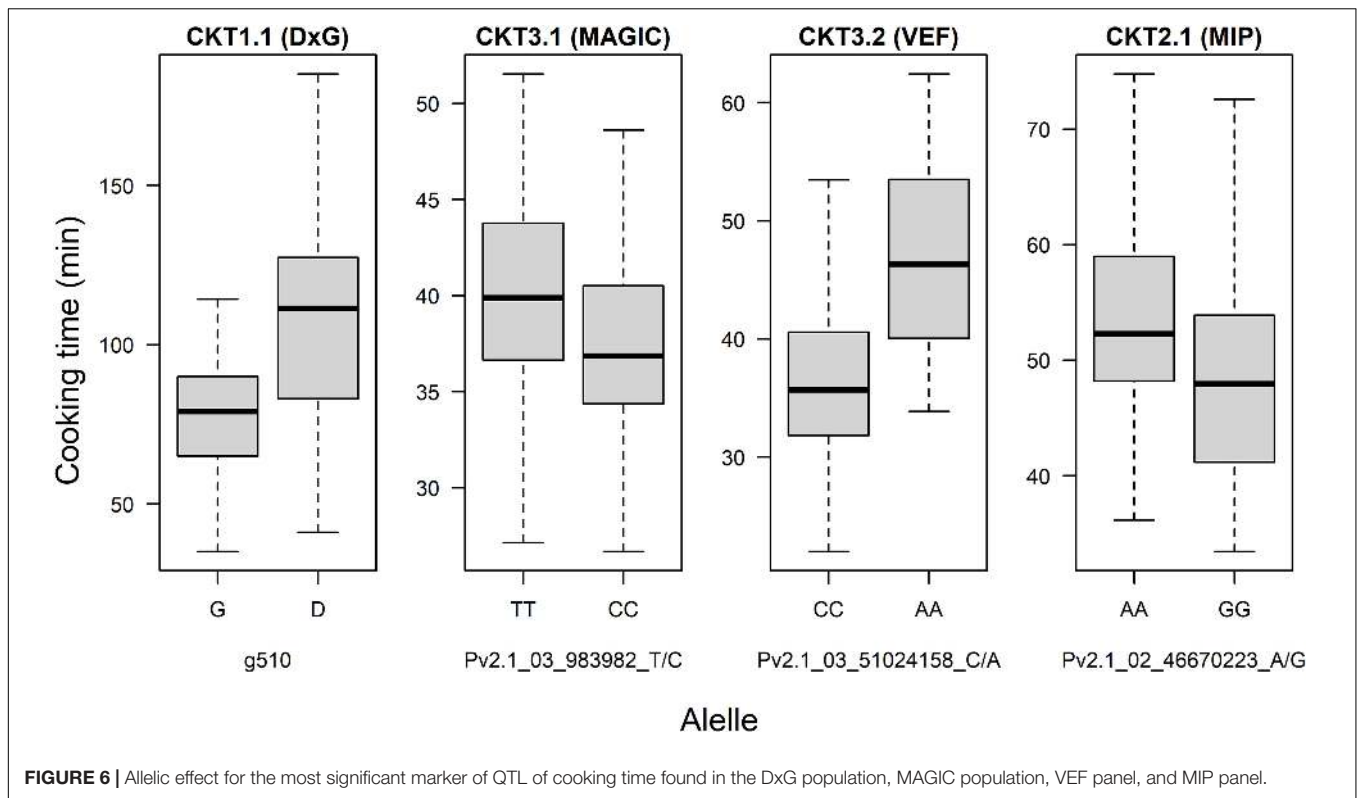 CKT1.1 (DxG)
CKT3.1 (MAGIC)
CKT3.2 (VEF)
CKT2.1 (MIP)
Cooking time (min)
150
100
50
50
45
40
35
30
60
50
40
30
70
60
50
40
G D
TT CC
CC AA
AA GG
g510
Pv2.1_03_983982_T/C
Pv2.1_03_51024158_C/A
Pv2.1_02_46670223_A/G
Alelle
FIGURE 6 | Allelic effect for the most significant marker of QTL of cooking time found in the DxG population, MAGIC population, VEF panel, and MIP panel.